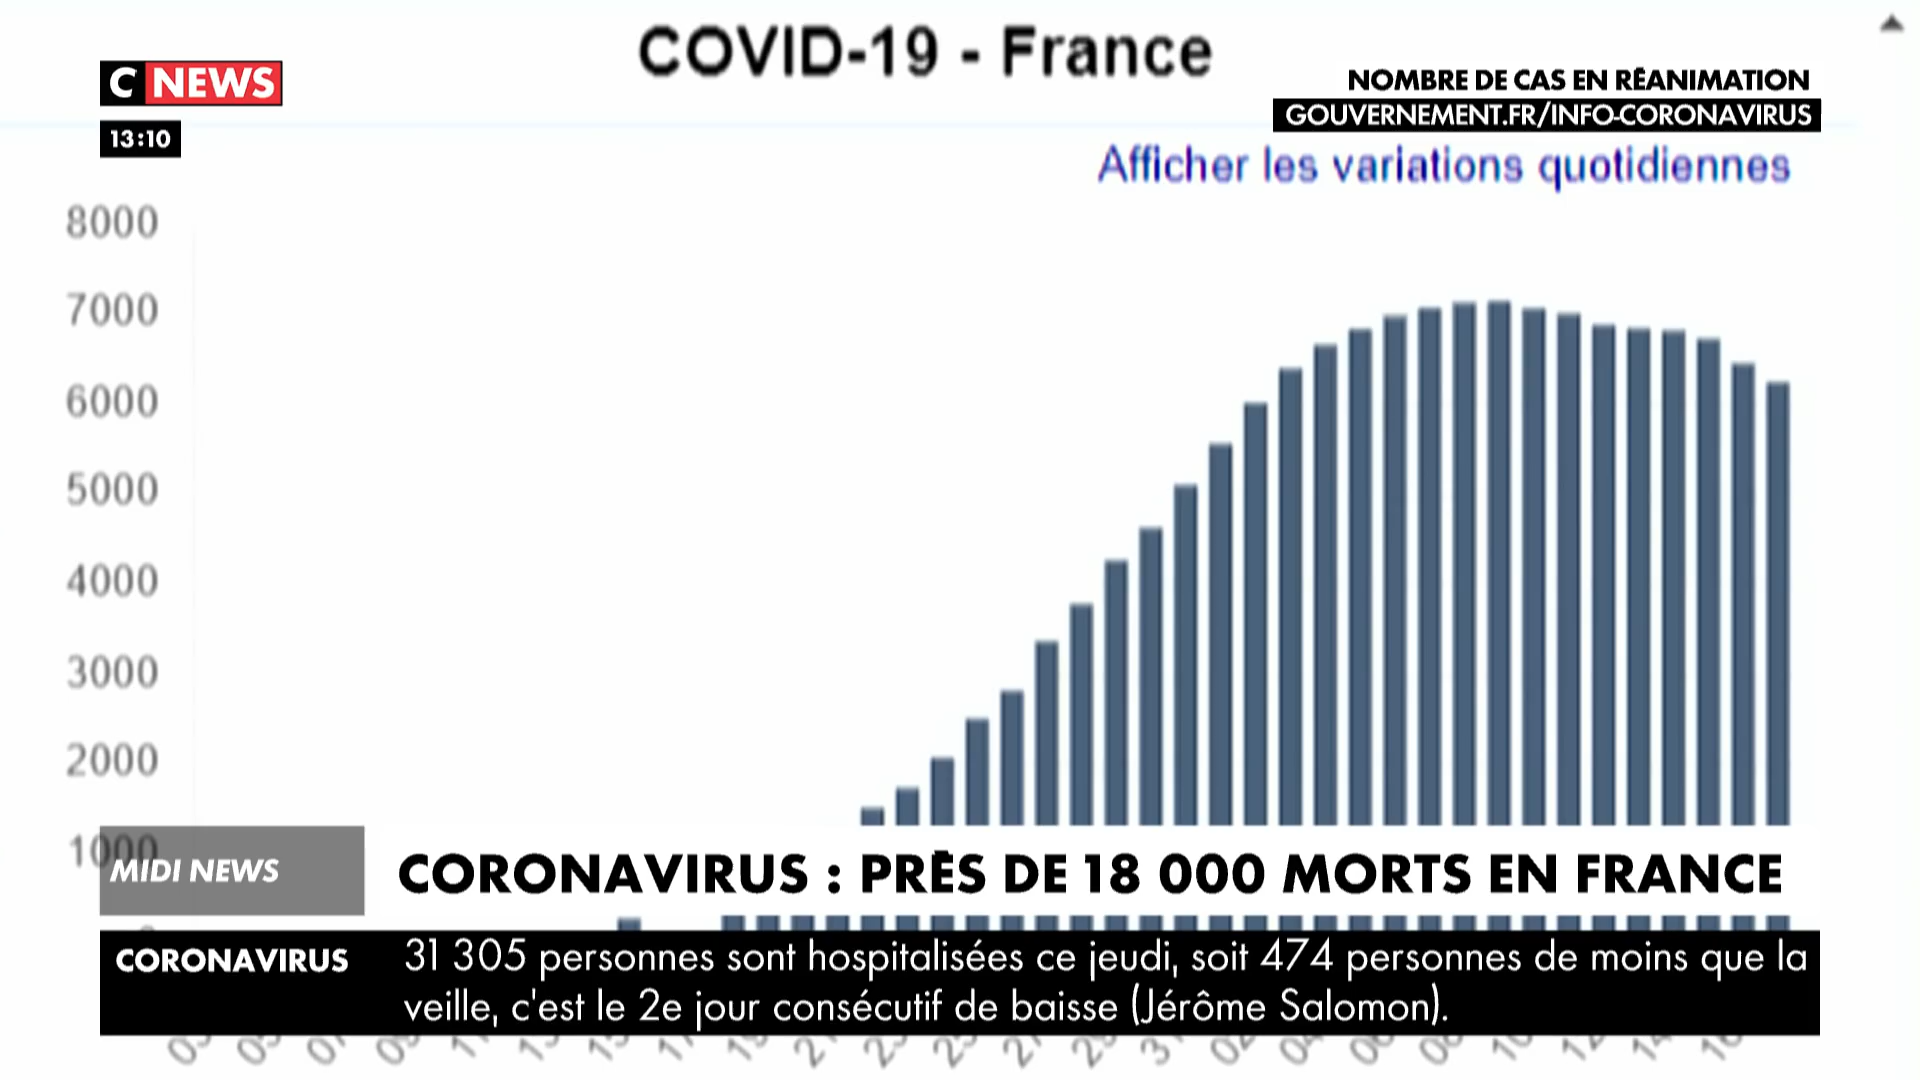 COVID-19 - France
C NEWS
NOMBRE DE CAS EN RÉANIMATION
GOUVERNEMENT.FR/INFO-CORONAVIRUS
13:10
Afficher les variations quotidiennes
8000
7000
6000
5000
4000
3000
2000
1000
MIDI NEWS
CORONAVIRUS : PRÈS DE 18 000 MORTS EN FRANCE
CORONAVIRUS
31 305 personnes sont hospitalisées ce jeudi, soit 474 personnes de moins que la
veille, c'est le 2e jour consécutif de baisse (Jérôme Salomon).